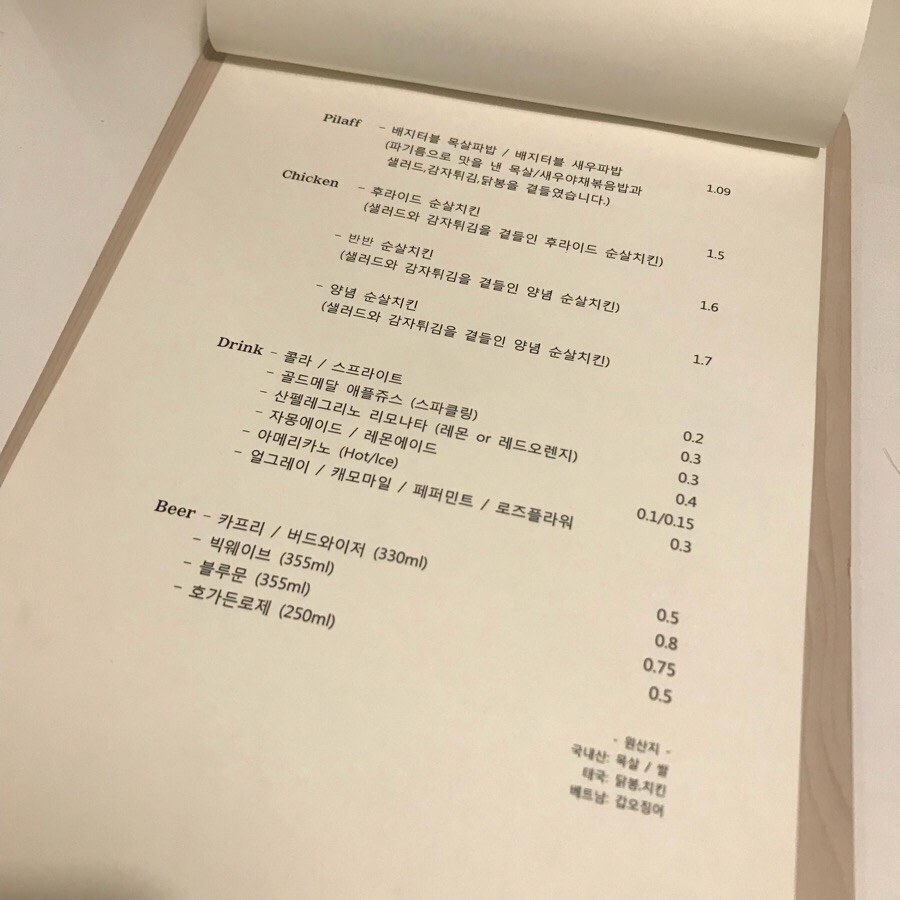 Pilaff - 배지터블 목살파밥 / 배지터블 새우파밥
(파기름으로 맛을 낸 목살/새우야채볶음밥과
샐러드,감자튀김,닭봉을 곁들였습니다.) 1.09
Chicken - 후라이드 순살치킨
(샐러드와 감자튀김을 곁들인 후라이드 순살치킨) 1.5
- 반반 순살치킨
(샐러드와 감자튀김을 곁들인 양념 순살치킨) 1.6
- 양념 순살치킨
(샐러드와 감자튀김을 곁들인 양념 순살치킨) 1.7
Drink - 콜라 / 스프라이트 0.2
- 골드메달 애플쥬스 (스파클링) 0.3
- 산펠레그리노 리모나타 (레몬 or 레드오렌지) 0.3
- 자몽에이드 / 레몬에이드 0.4
- 아메리카노 (Hot/Ice) 0.1/0.15
- 얼그레이 / 캐모마일 / 페퍼민트 / 로즈플라워 0.3
Beer - 카프리 / 버드와이저 (330ml) 0.5
- 빅웨이브 (355ml) 0.8
- 블루문 (355ml) 0.75
- 호가든로제 (250ml) 0.5
- 원산지 -
국내산: 목살 / 쌀
태국: 닭봉,치킨
베트남: 갑오징어